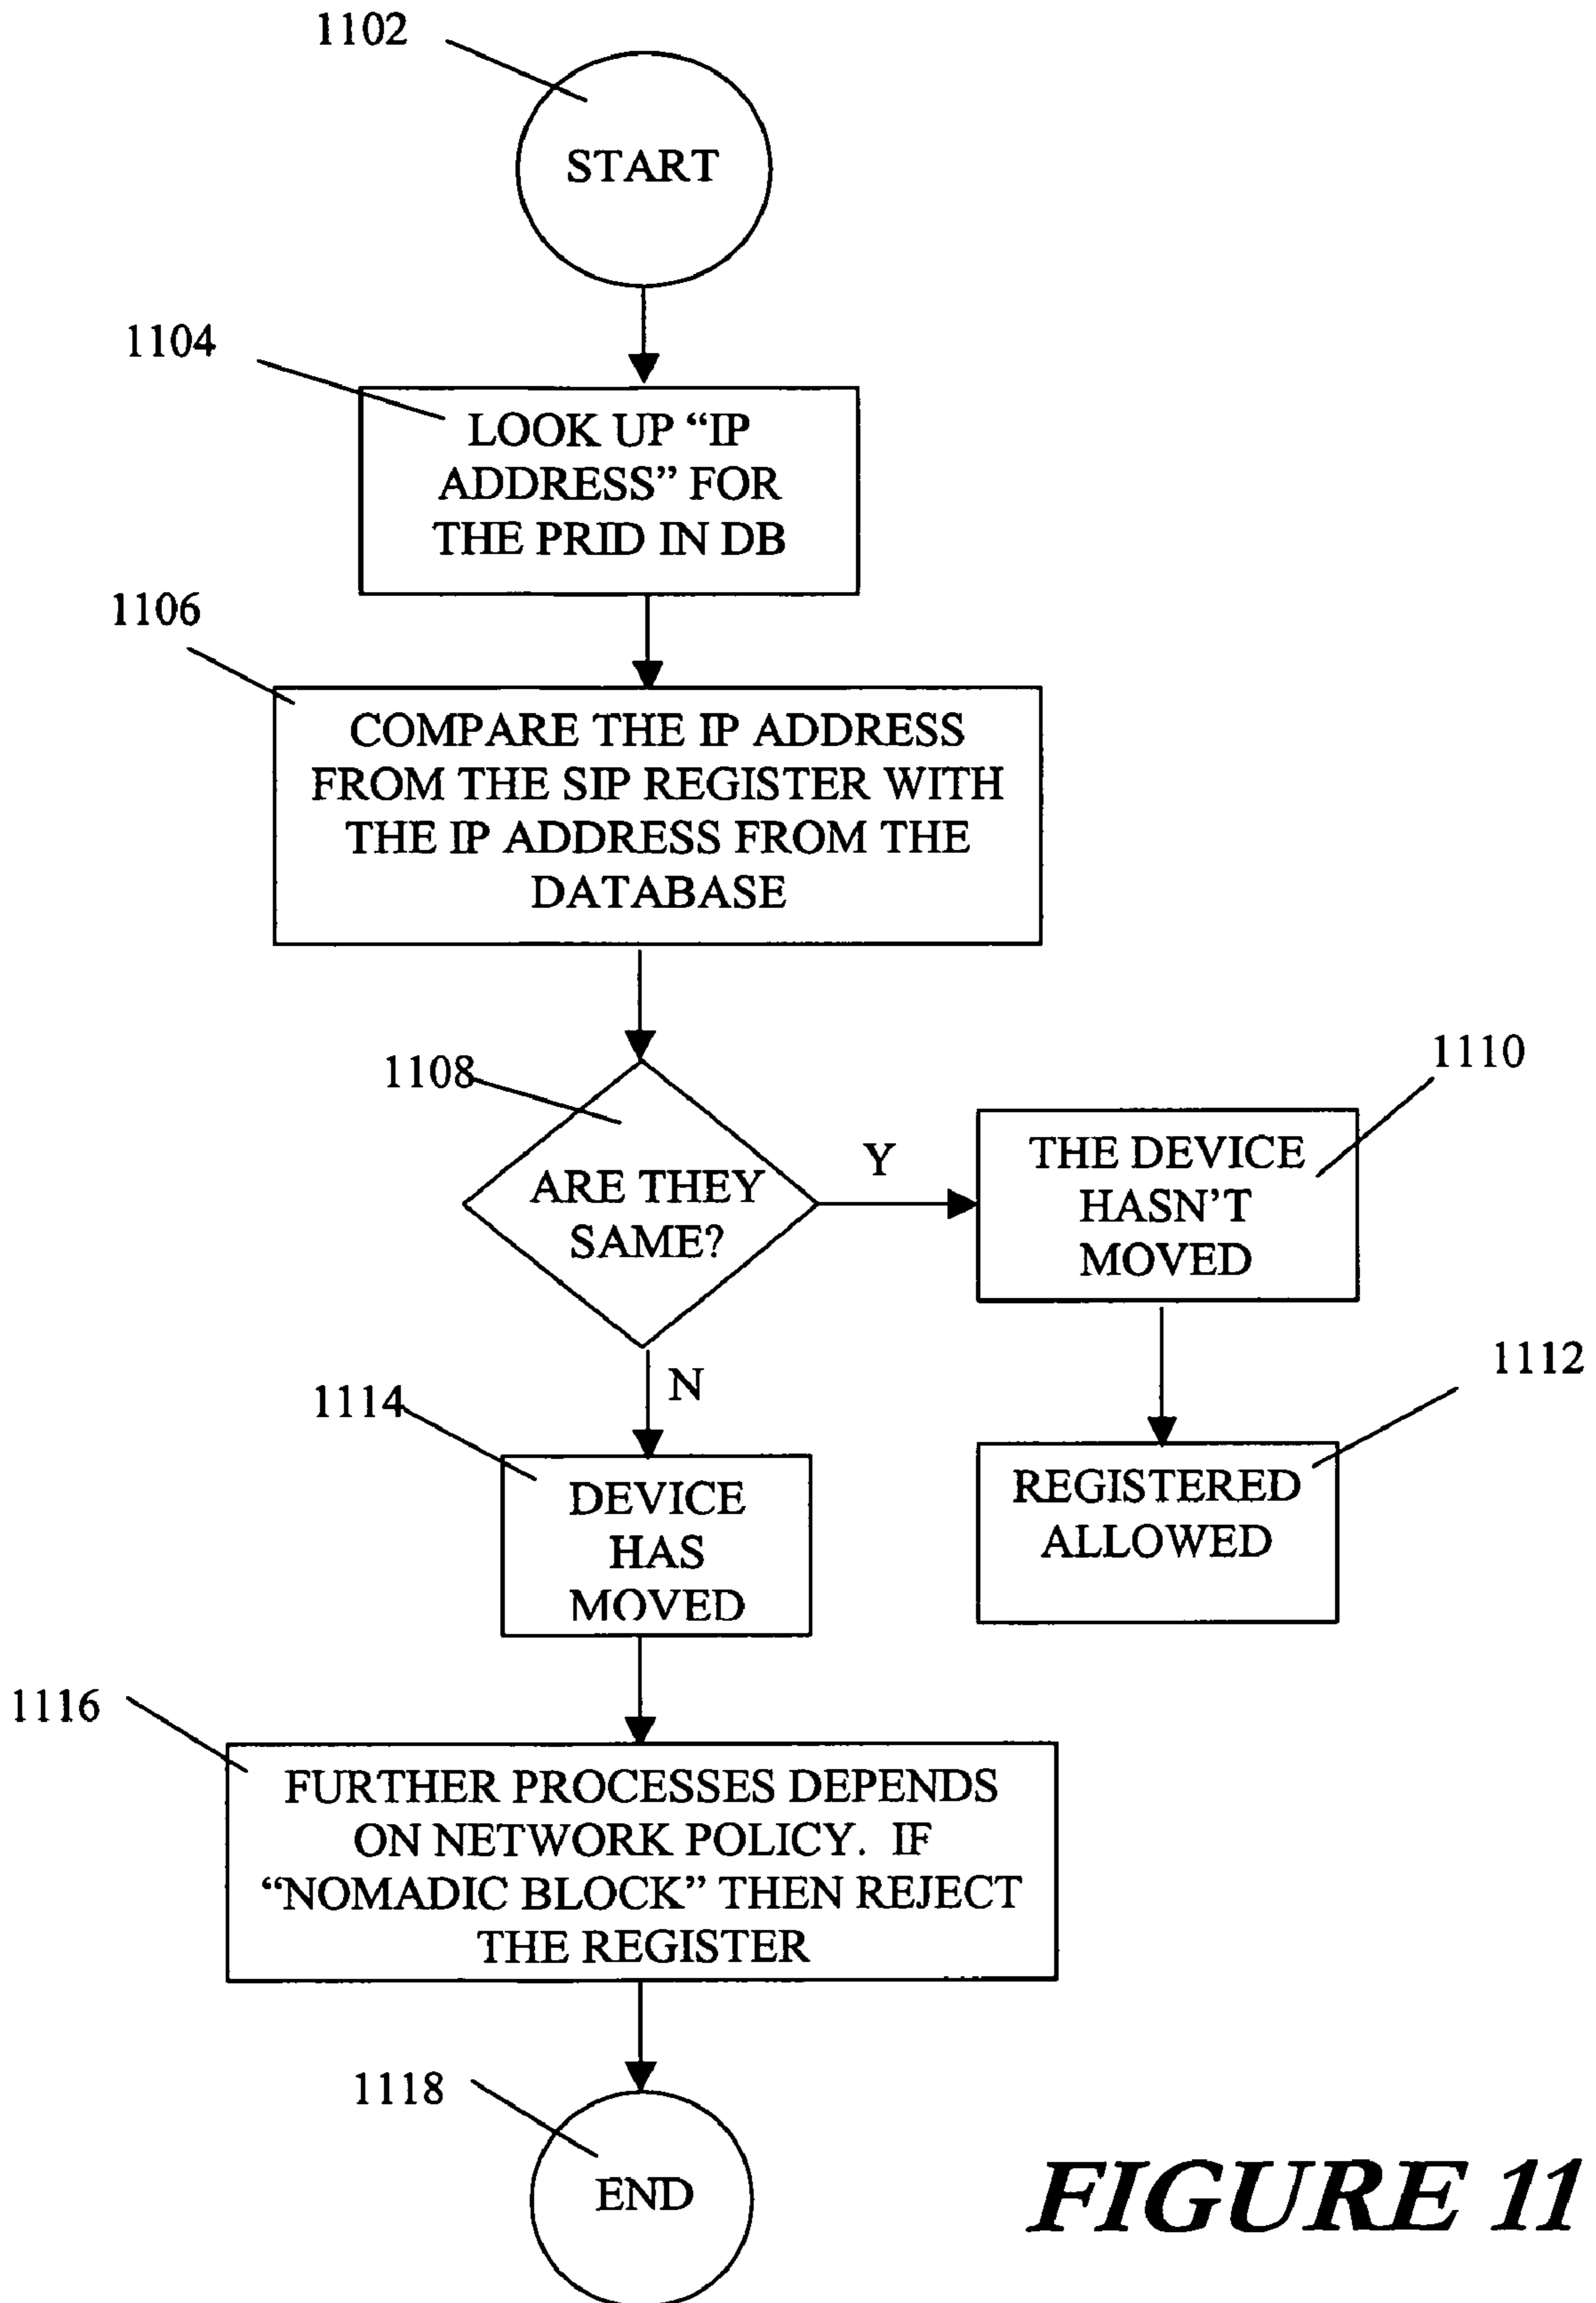 1102
START
1104
LOOK UP “IP
ADDRESS” FOR
THE PRID IN DB
1106
COMPARE THE IP ADDRESS
FROM THE SIP REGISTER WITH
THE IP ADDRESS FROM THE
DATABASE
1108
ARE THEY
SAME?
Y
1110
THE DEVICE
HASN’T
MOVED
N
1112
REGISTERED
ALLOWED
1114
DEVICE
HAS
MOVED
1116
FURTHER PROCESSES DEPENDS
ON NETWORK POLICY. IF
“NOMADIC BLOCK” THEN REJECT
THE REGISTER
1118
END
FIGURE 11